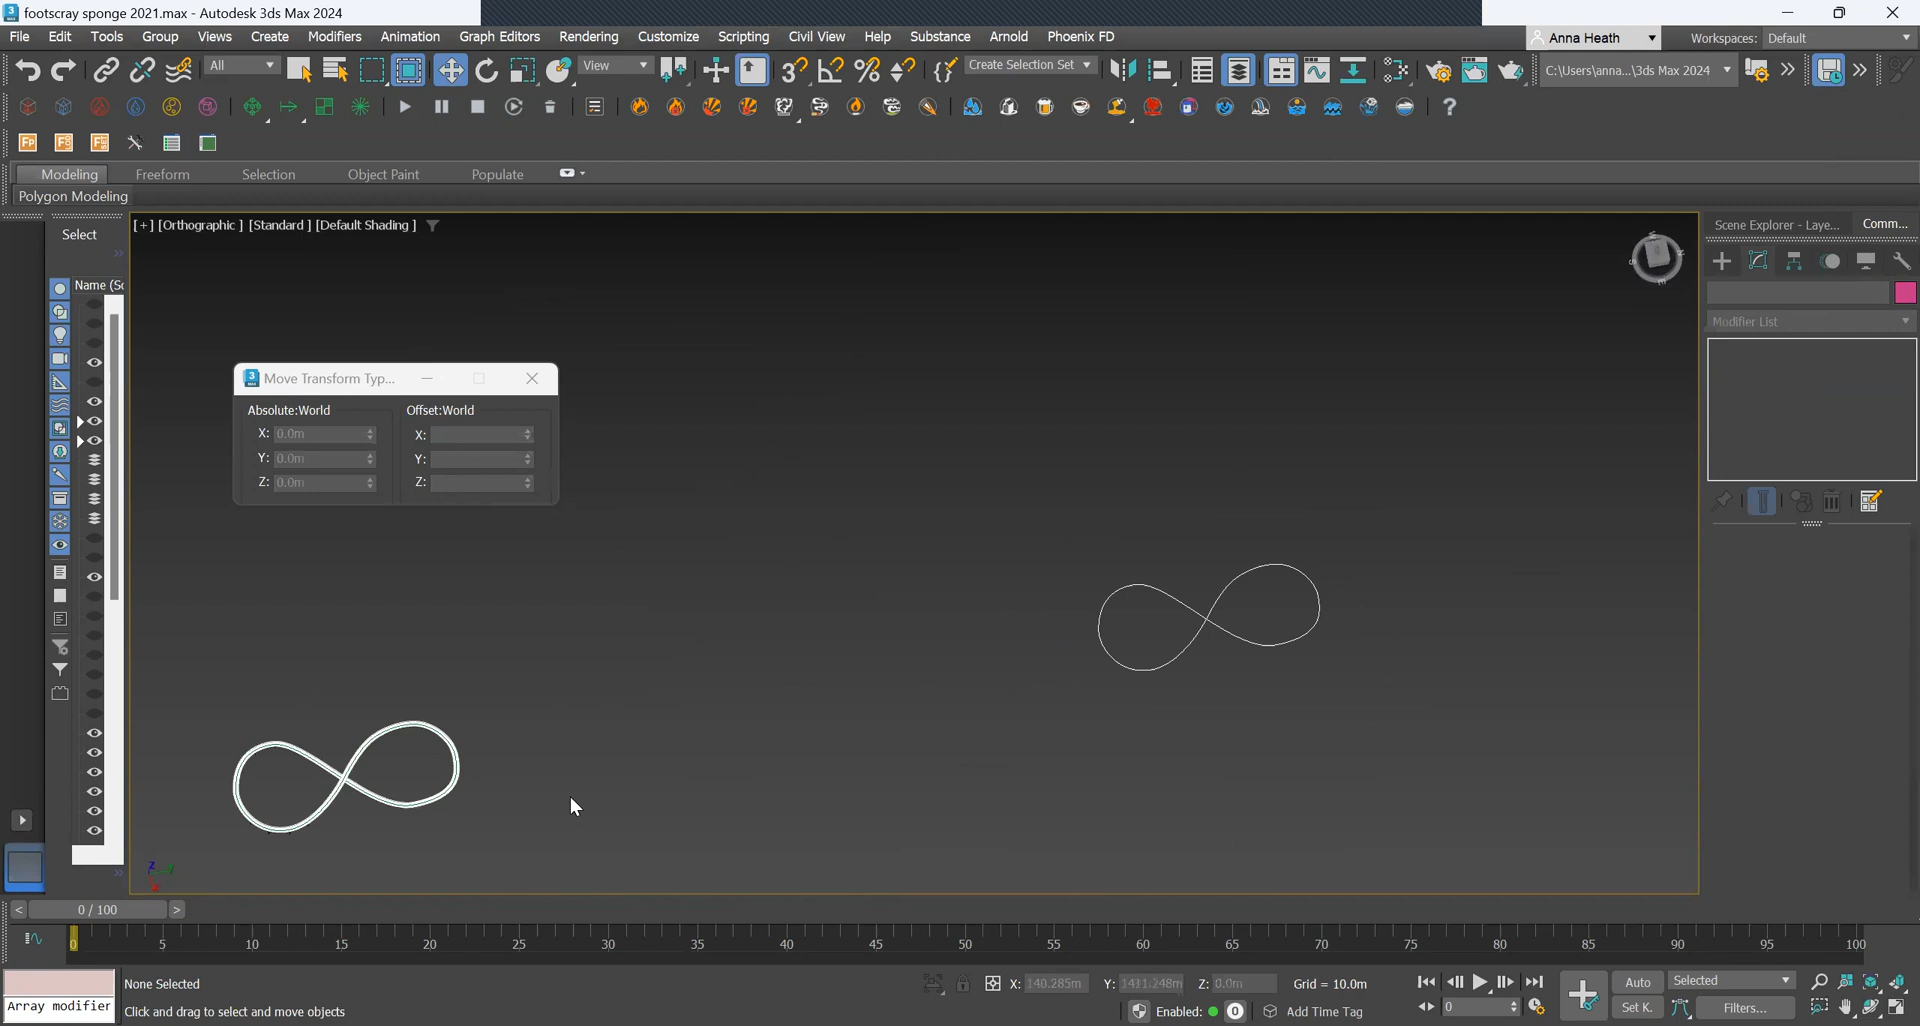 footscray sponge 2021.max - Autodesk 3ds Max 2024
File Edit Tools Group Views Create Modifiers Animation Graph Editors Rendering Customize Scripting Civil View Help Substance Arnold Phoenix FD
Anna Heath Workspaces: Default
All View Create Selection Set C:\Users\anna...\3ds Max 2024
Modeling Freeform Selection Object Paint Populate
Polygon Modeling
Select
Name (Sc
[+] [Orthographic ] [Standard ] [Default Shading ]
Scene Explorer - Laye... Comm...
Modifier List
Move Transform Typ...
Absolute:World Offset:World
X: 0.0m X:
Y: 0.0m Y:
Z: 0.0m Z:
z
x
< 0 / 100 >
0 5 10 15 20 25 30 35 40 45 50 55 60 65 70 75 80 85 90 95 100
None Selected X: 140.285m Y: 1411.248m Z: 0.0m Grid = 10.0m Auto Selected
Array modifier Click and drag to select and move objects Enabled: 0 Add Time Tag 0 Set K. Filters...